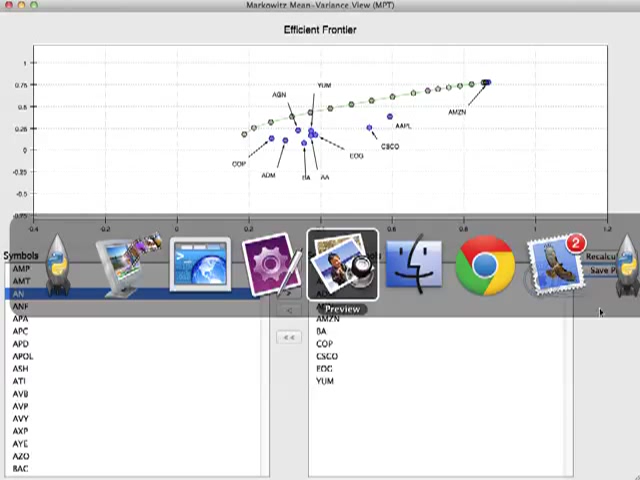 Markowitz Mean-Variance View (MPT)
Efficient Frontier
1
0.75
0.5
0.25
0
-0.25
-0.5
-0.75
-0.4
-0.2
0
0.2
0.4
0.6
0.8
1
1.2
AGN
YUM
AMZN
AAPL
CSCO
EOG
COP
ADM
BA
AA
2
Symbols
Recalcu
Save P
Preview
AMP
AMT
AN
ANF
APA
APC
APD
APOL
ASH
ATI
AVB
AVP
AVY
AXP
AYE
AZO
BAC
<
<<
AMZN
BA
COP
CSCO
EOG
YUM